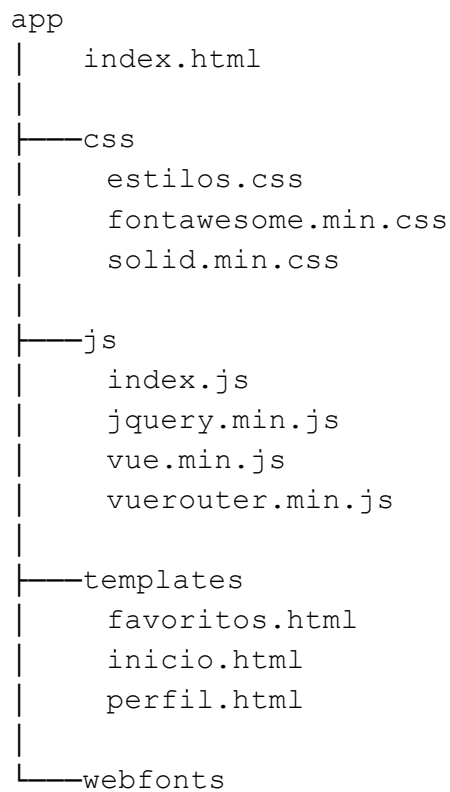 app
index.html
css
estilos.css
fontawesome.min.css
solid.min.css
js
index.js
jquery.min.js
vue.min.js
vuerouter.min.js
templates
favoritos.html
inicio.html
perfil.html
webfonts